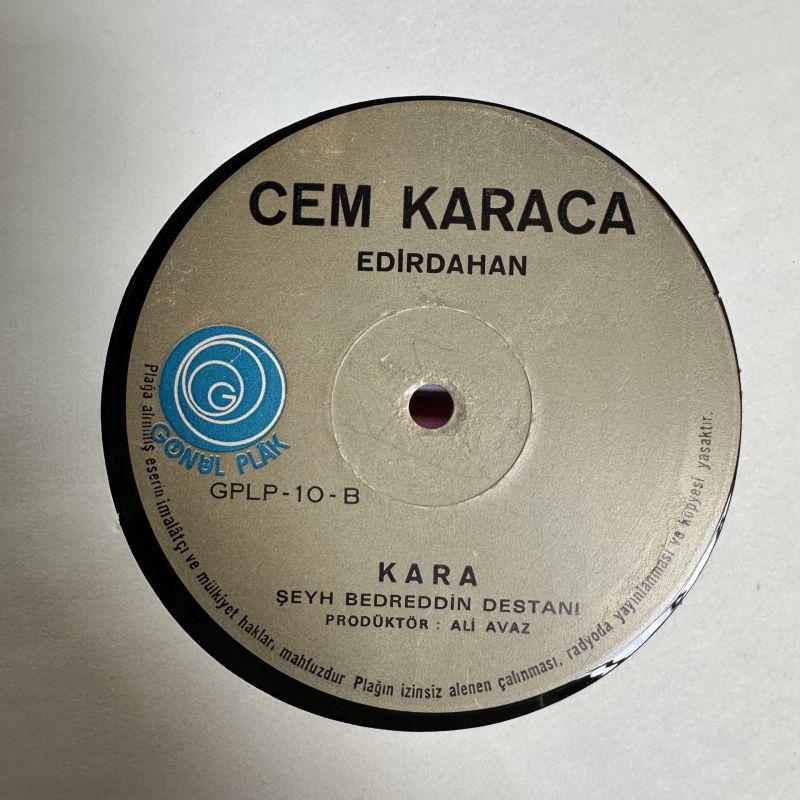 CEM KARACA
EDİRDAHAN
G
GÖNÜL PLÂK
GPLP-10-B
KARA
ŞEYH BEDREDDİN DESTANI
PRODÜKTÖR : ALİ AVAZ
Plağa alınmış eserin imalâtçı ve mülkiyet hakları mahfuzdur Plağın izinsiz alenen çalınması, radyoda yayınlanması ve kopyesi yasaktır.